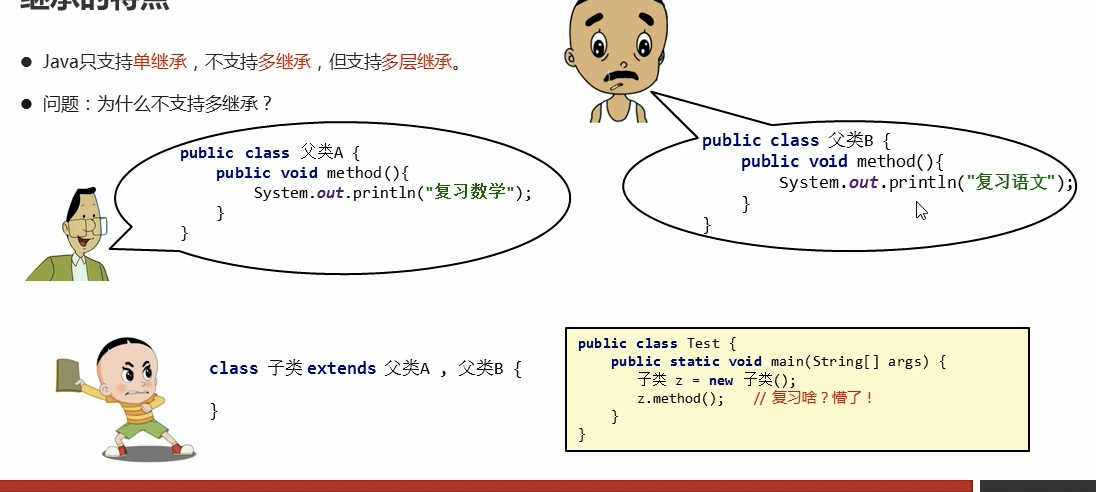 继承的特点
● Java只支持单继承，不支持多继承，但支持多层继承。
● 问题：为什么不支持多继承？
public class 父类A {
public void method(){
System.out.println("复习数学");
}
}
public class 父类B {
public void method(){
System.out.println("复习语文");
}
}
class 子类 extends 父类A , 父类B {
}
public class Test {
public static void main(String[] args) {
子类 z = new 子类();
z.method(); // 复习啥？懵了！
}
}